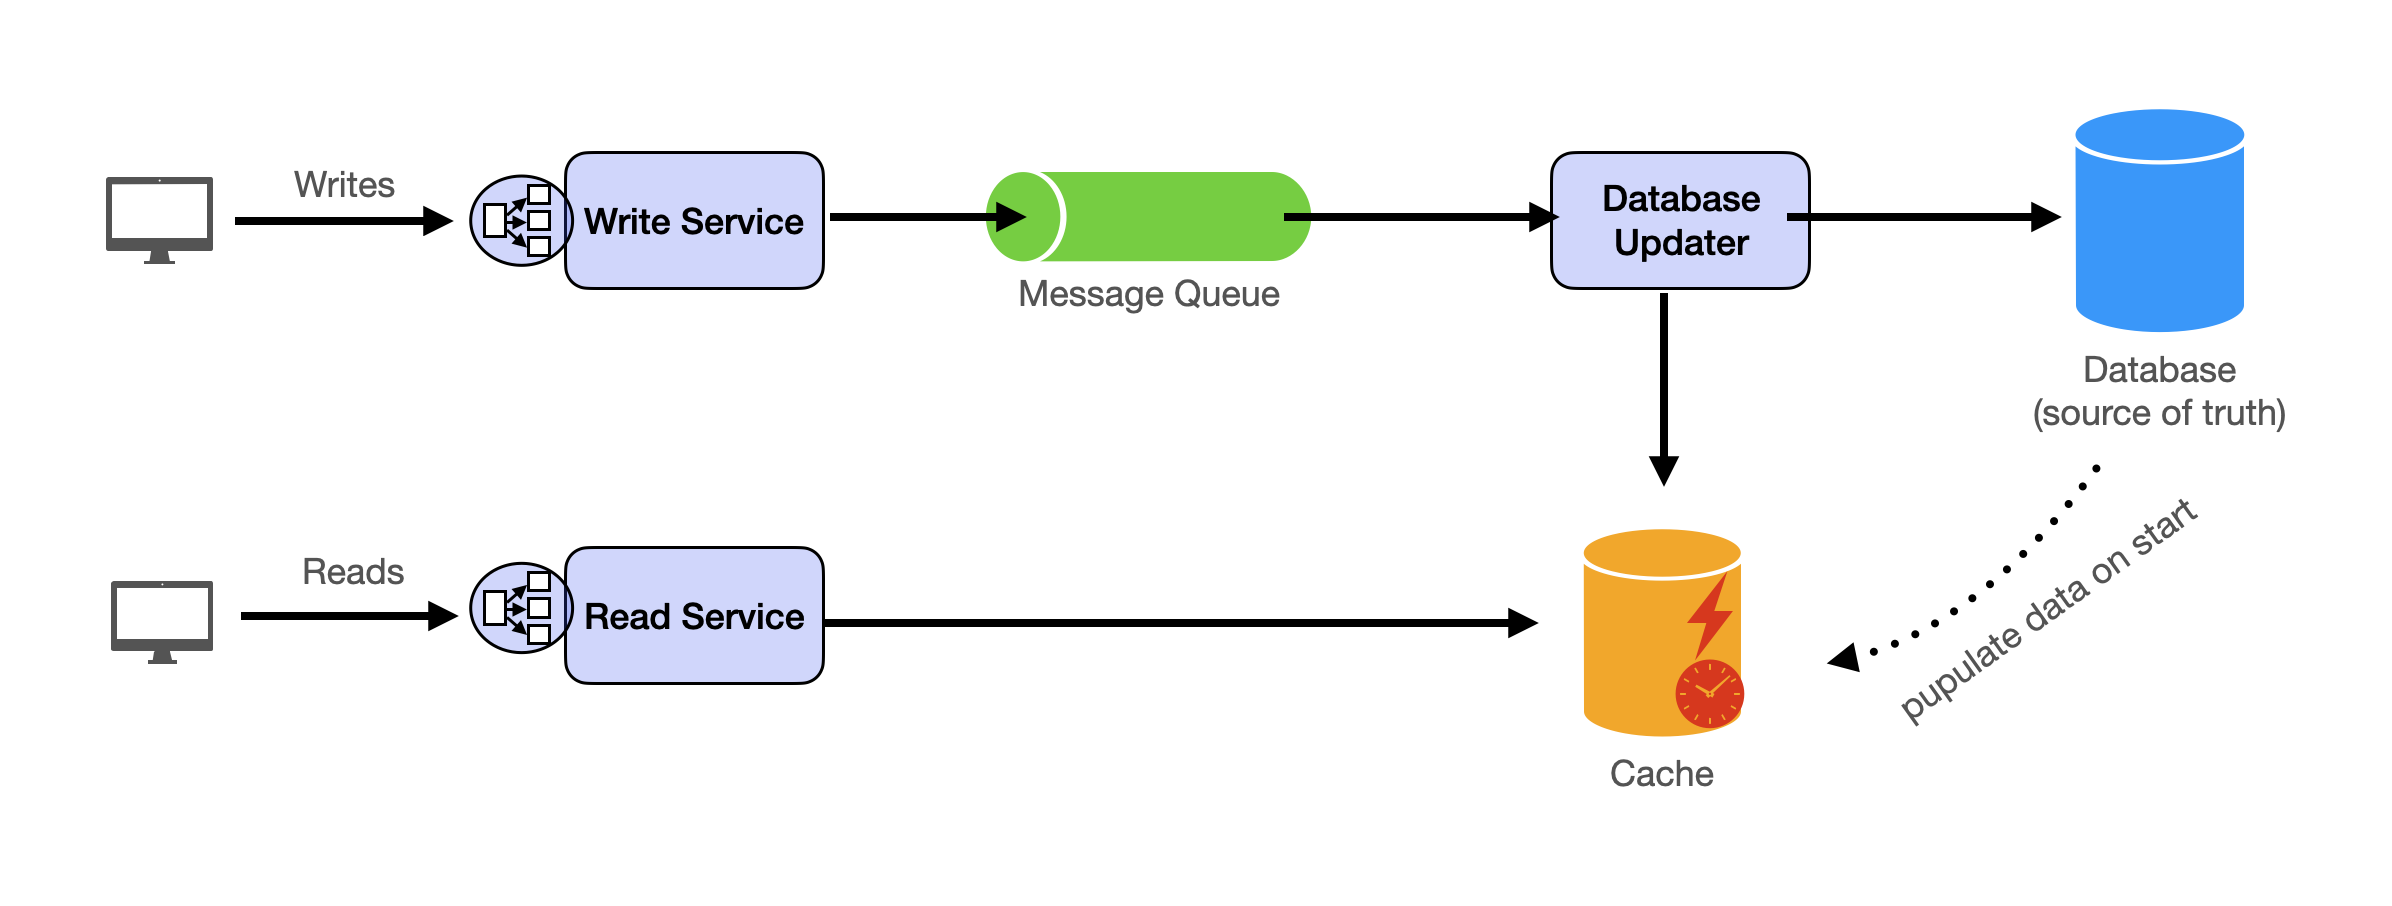 Writes
Write Service
Message Queue
Database
Updater
Database
(source of truth)
Reads
Read Service
pupulate data on start
Cache